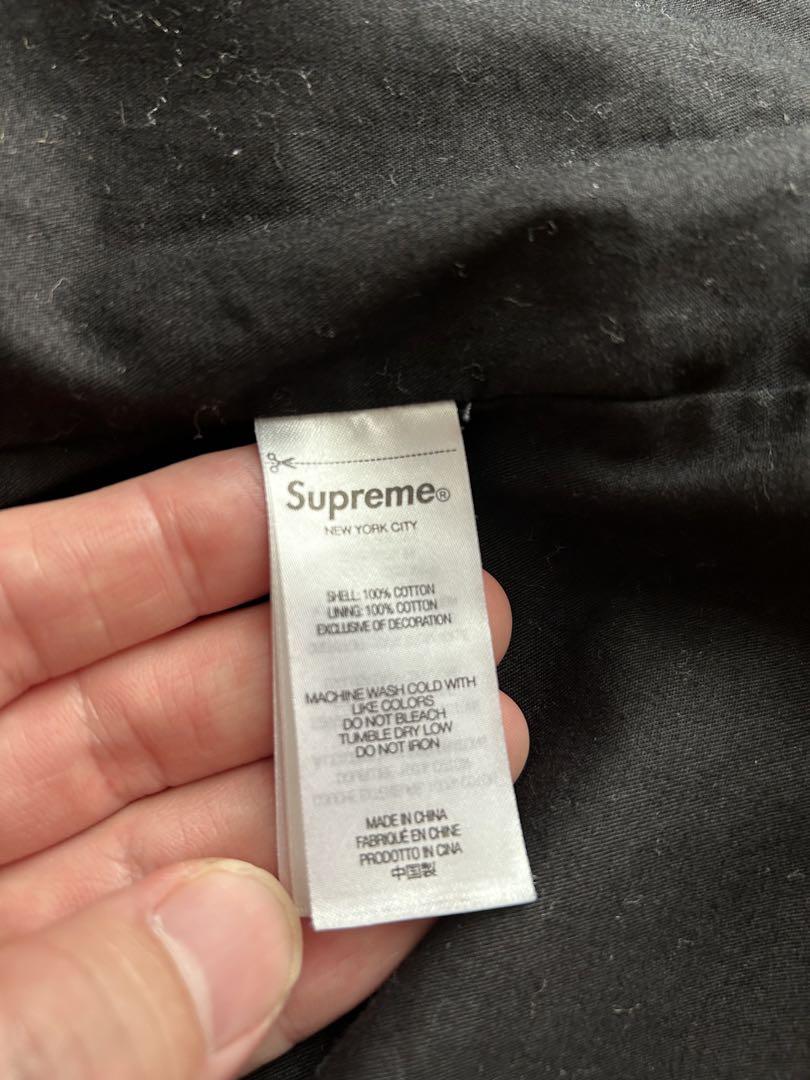 Supreme®
NEW YORK CITY
SHELL: 100% COTTON
LINING: 100% COTTON
EXCLUSIVE OF DECORATION
MACHINE WASH COLD WITH
LIKE COLORS
DO NOT BLEACH
TUMBLE DRY LOW
DO NOT IRON
MADE IN CHINA
FABRIQUÉ EN CHINE
PRODOTTO IN CINA
中国製